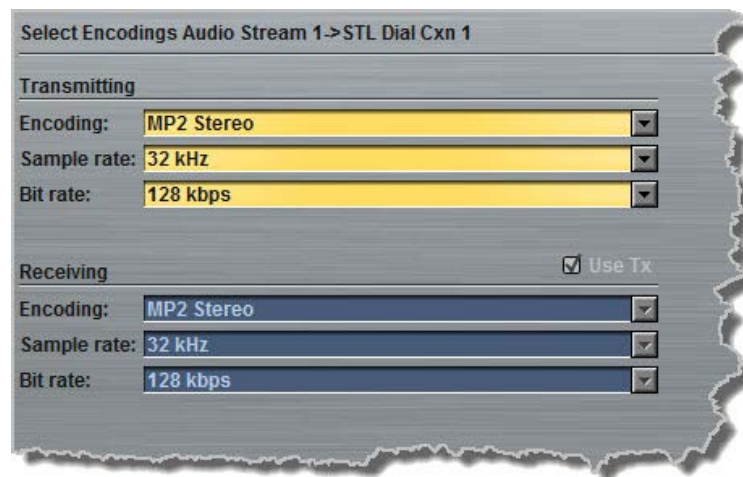 Select Encodings Audio Stream 1->STL Dial Cxn 1
Transmitting
Encoding: MP2 Stereo
Sample rate: 32 kHz
Bit rate: 128 kbps
Receiving Use Tx
Encoding: MP2 Stereo
Sample rate: 32 kHz
Bit rate: 128 kbps